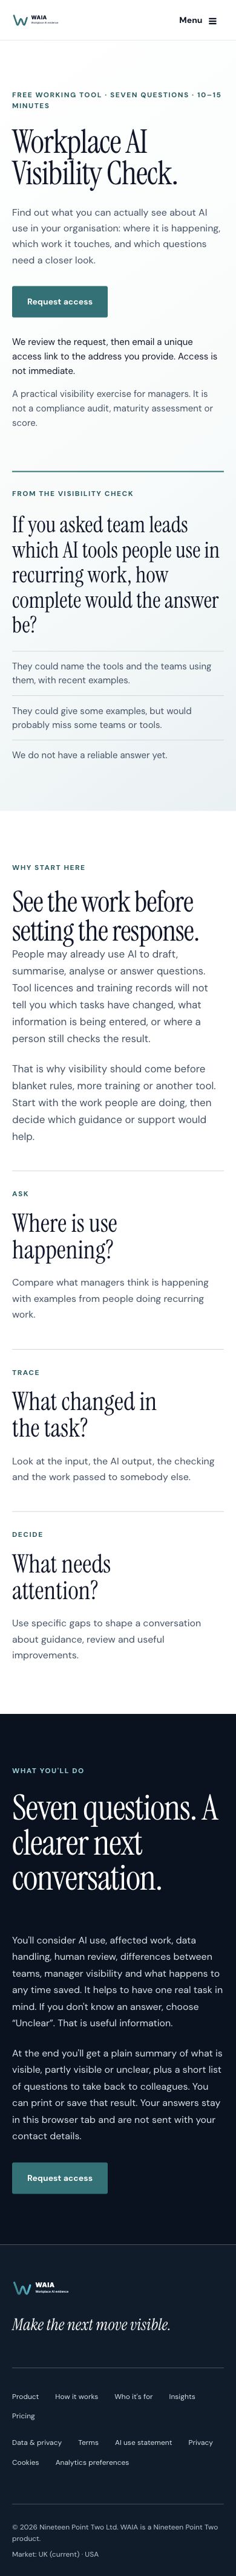 WAIA
Workplace AI evidence
Menu
FREE WORKING TOOL · SEVEN QUESTIONS · 10–15
MINUTES
Workplace AI
Visibility Check.
Find out what you can actually see about AI
use in your organisation: where it is happening,
which work it touches, and which questions
need a closer look.
Request access
We review the request, then email a unique
access link to the address you provide. Access is
not immediate.
A practical visibility exercise for managers. It is
not a compliance audit, maturity assessment or
score.
FROM THE VISIBILITY CHECK
If you asked team leads
which AI tools people use in
recurring work, how
complete would the answer
be?
They could name the tools and the teams using
them, with recent examples.
They could give some examples, but would
probably miss some teams or tools.
We do not have a reliable answer yet.
WHY START HERE
See the work before
setting the response.
People may already use AI to draft,
summarise, analyse or answer questions.
Tool licences and training records will not
tell you which tasks have changed, what
information is being entered, or where a
person still checks the result.
That is why visibility should come before
blanket rules, more training or another tool.
Start with the work people are doing, then
decide which guidance or support would
help.
ASK
Where is use
happening?
Compare what managers think is happening
with examples from people doing recurring
work.
TRACE
What changed in
the task?
Look at the input, the AI output, the checking
and the work passed to somebody else.
DECIDE
What needs
attention?
Use specific gaps to shape a conversation
about guidance, review and useful
improvements.
WHAT YOU'LL DO
Seven questions. A
clearer next
conversation.
You'll consider AI use, affected work, data
handling, human review, differences between
teams, manager visibility and what happens to
any time saved. It helps to have one real task in
mind. If you don't know an answer, choose
“Unclear”. That is useful information.
At the end you'll get a plain summary of what is
visible, partly visible or unclear, plus a short list
of questions to take back to colleagues. You
can print or save that result. Your answers stay
in this browser tab and are not sent with your
contact details.
Request access
WAIA
Workplace AI evidence
Make the next move visible.
Product How it works Who it's for Insights
Pricing
Data & privacy Terms AI use statement Privacy
Cookies Analytics preferences
© 2026 Nineteen Point Two Ltd. WAIA is a Nineteen Point Two
product.
Market: UK (current) · USA